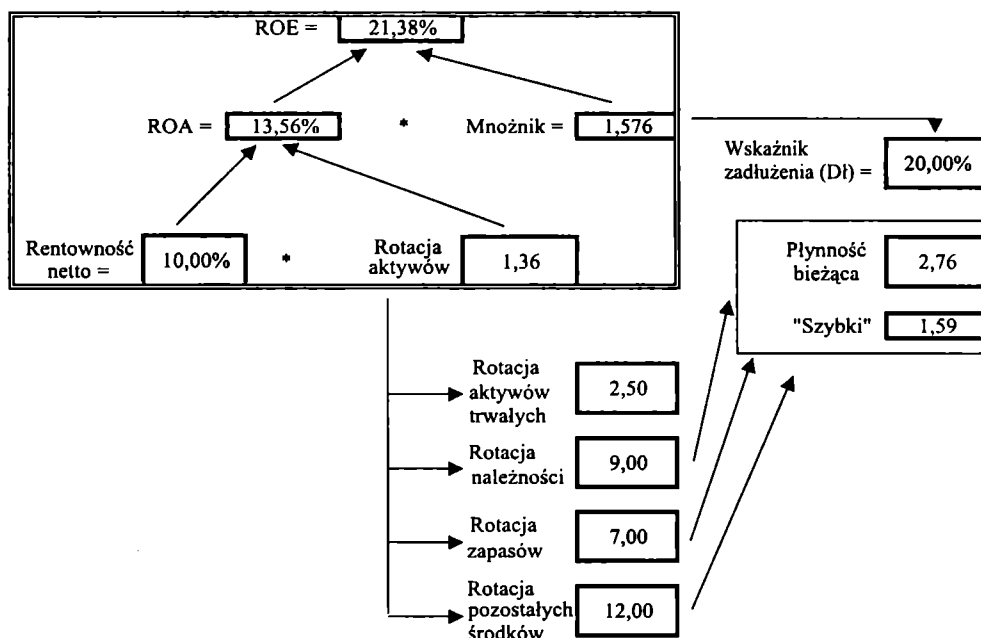 ROE = 21,38%
ROA = 13,56% * Mnożnik = 1,576
Wskaźnik
zadłużenia (Dł) = 20,00%
Rentowność
netto = 10,00% * Rotacja
aktywów 1,36
Płynność
bieżąca 2,76
"Szybki" 1,59
Rotacja
aktywów
trwałych 2,50
Rotacja
należności 9,00
Rotacja
zapasów 7,00
Rotacja
pozostałych
środków 12,00